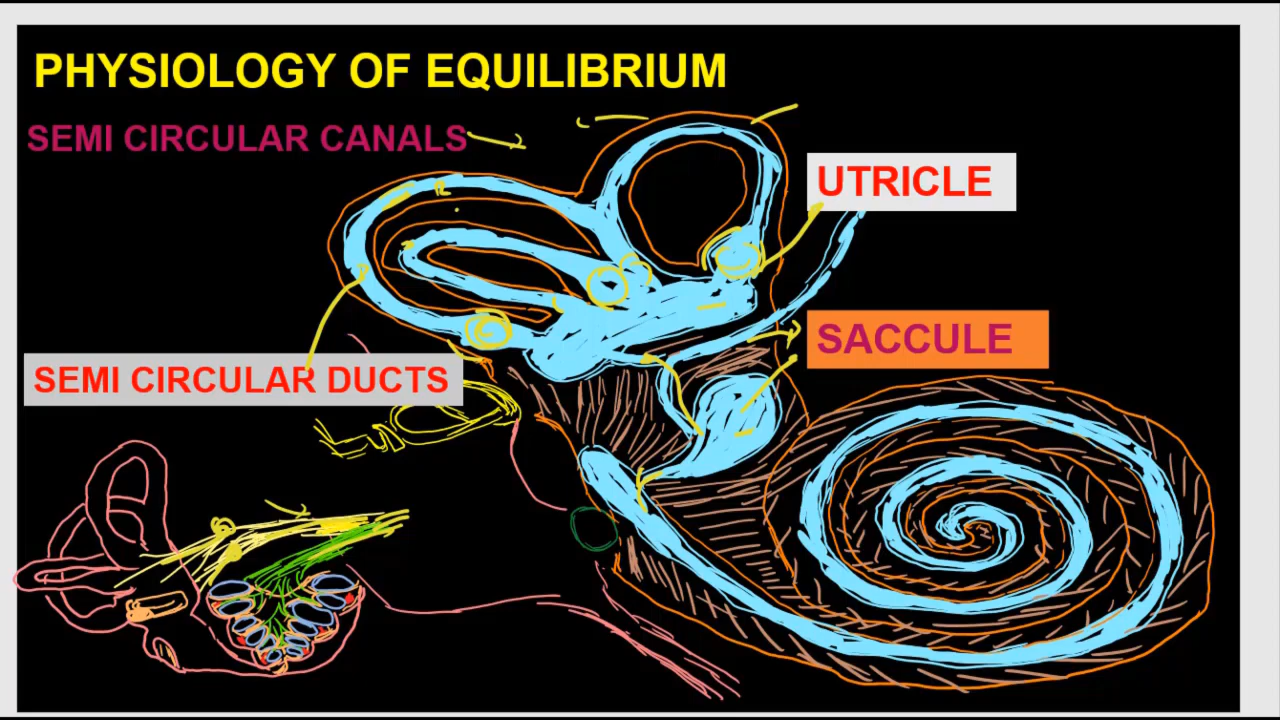 PHYSIOLOGY OF EQUILIBRIUM
SEMI CIRCULAR CANALS
UTRICLE
SACCULE
SEMI CIRCULAR DUCTS